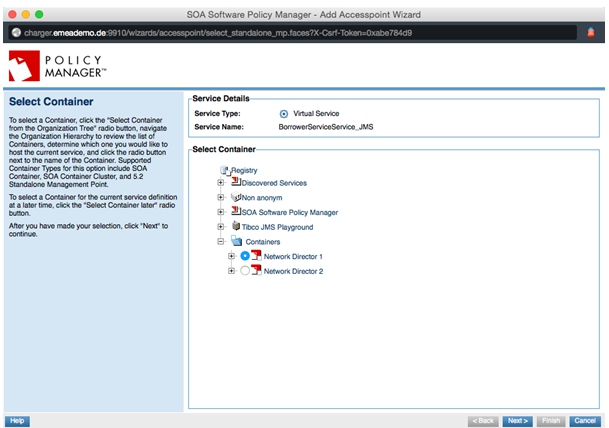 SOA Software Policy Manager - Add Accesspoint Wizard
charger.emeademo.de:9910/wizards/accesspoint/select_standalone_mp.faces?X-Csrf-Token=0xabe784d9
POLICY
MANAGER™
Select Container
To select a Container, click the "Select Container
from the Organization Tree" radio button, navigate
the Organization Hierarchy to review the list of
Containers, determine which one you would like to
host the current service, and click the radio button
next to the name of the Container. Supported
Container Types for this option include SOA
Container, SOA Container Cluster, and 5.2
Standalone Management Point.
To select a Container for the current service definition
at a later time, click the "Select Container later" radio
button.
After you have made your selection, click "Next" to
continue.
Service Details
Service Type: Virtual Service
Service Name: BorrowerServiceService_JMS
Select Container
Registry
Discovered Services
Non anonym
SOA Software Policy Manager
Tibco JMS Playground
Containers
Network Director 1
Network Director 2
Help
< Back
Next >
Finish
Cancel